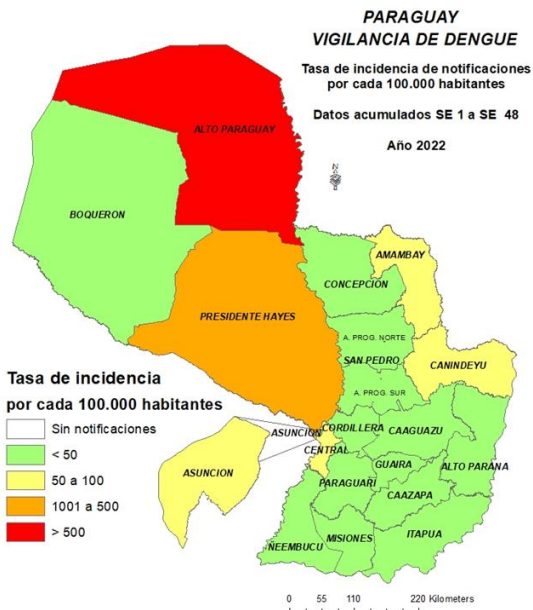 PARAGUAY
VIGILANCIA DE DENGUE
Tasa de incidencia de notificaciones
por cada 100.000 habitantes
Datos acumulados SE 1 a SE 48
Año 2022
ALTO PARAGUAY
BOQUERON
AMAMBAY
CONCEPCIÓN
PRESIDENTE HAYES
A. PROG. NORTE
SAN PEDRO
CANINDEYU
A. PROG. SUR
Tasa de incidencia
por cada 100.000 habitantes
Sin notificaciones
< 50
50 a 100
1001 a 500
> 500
ASUNCION
CORDILLERA
CAAGUAZU
CENTRAL
ASUNCION
GUAIRA
ALTO PARANA
PARAGUARI
CAAZAPA
ITAPUA
MISIONES
ÑEEMBUCU
0 55 110 220 Kilometers